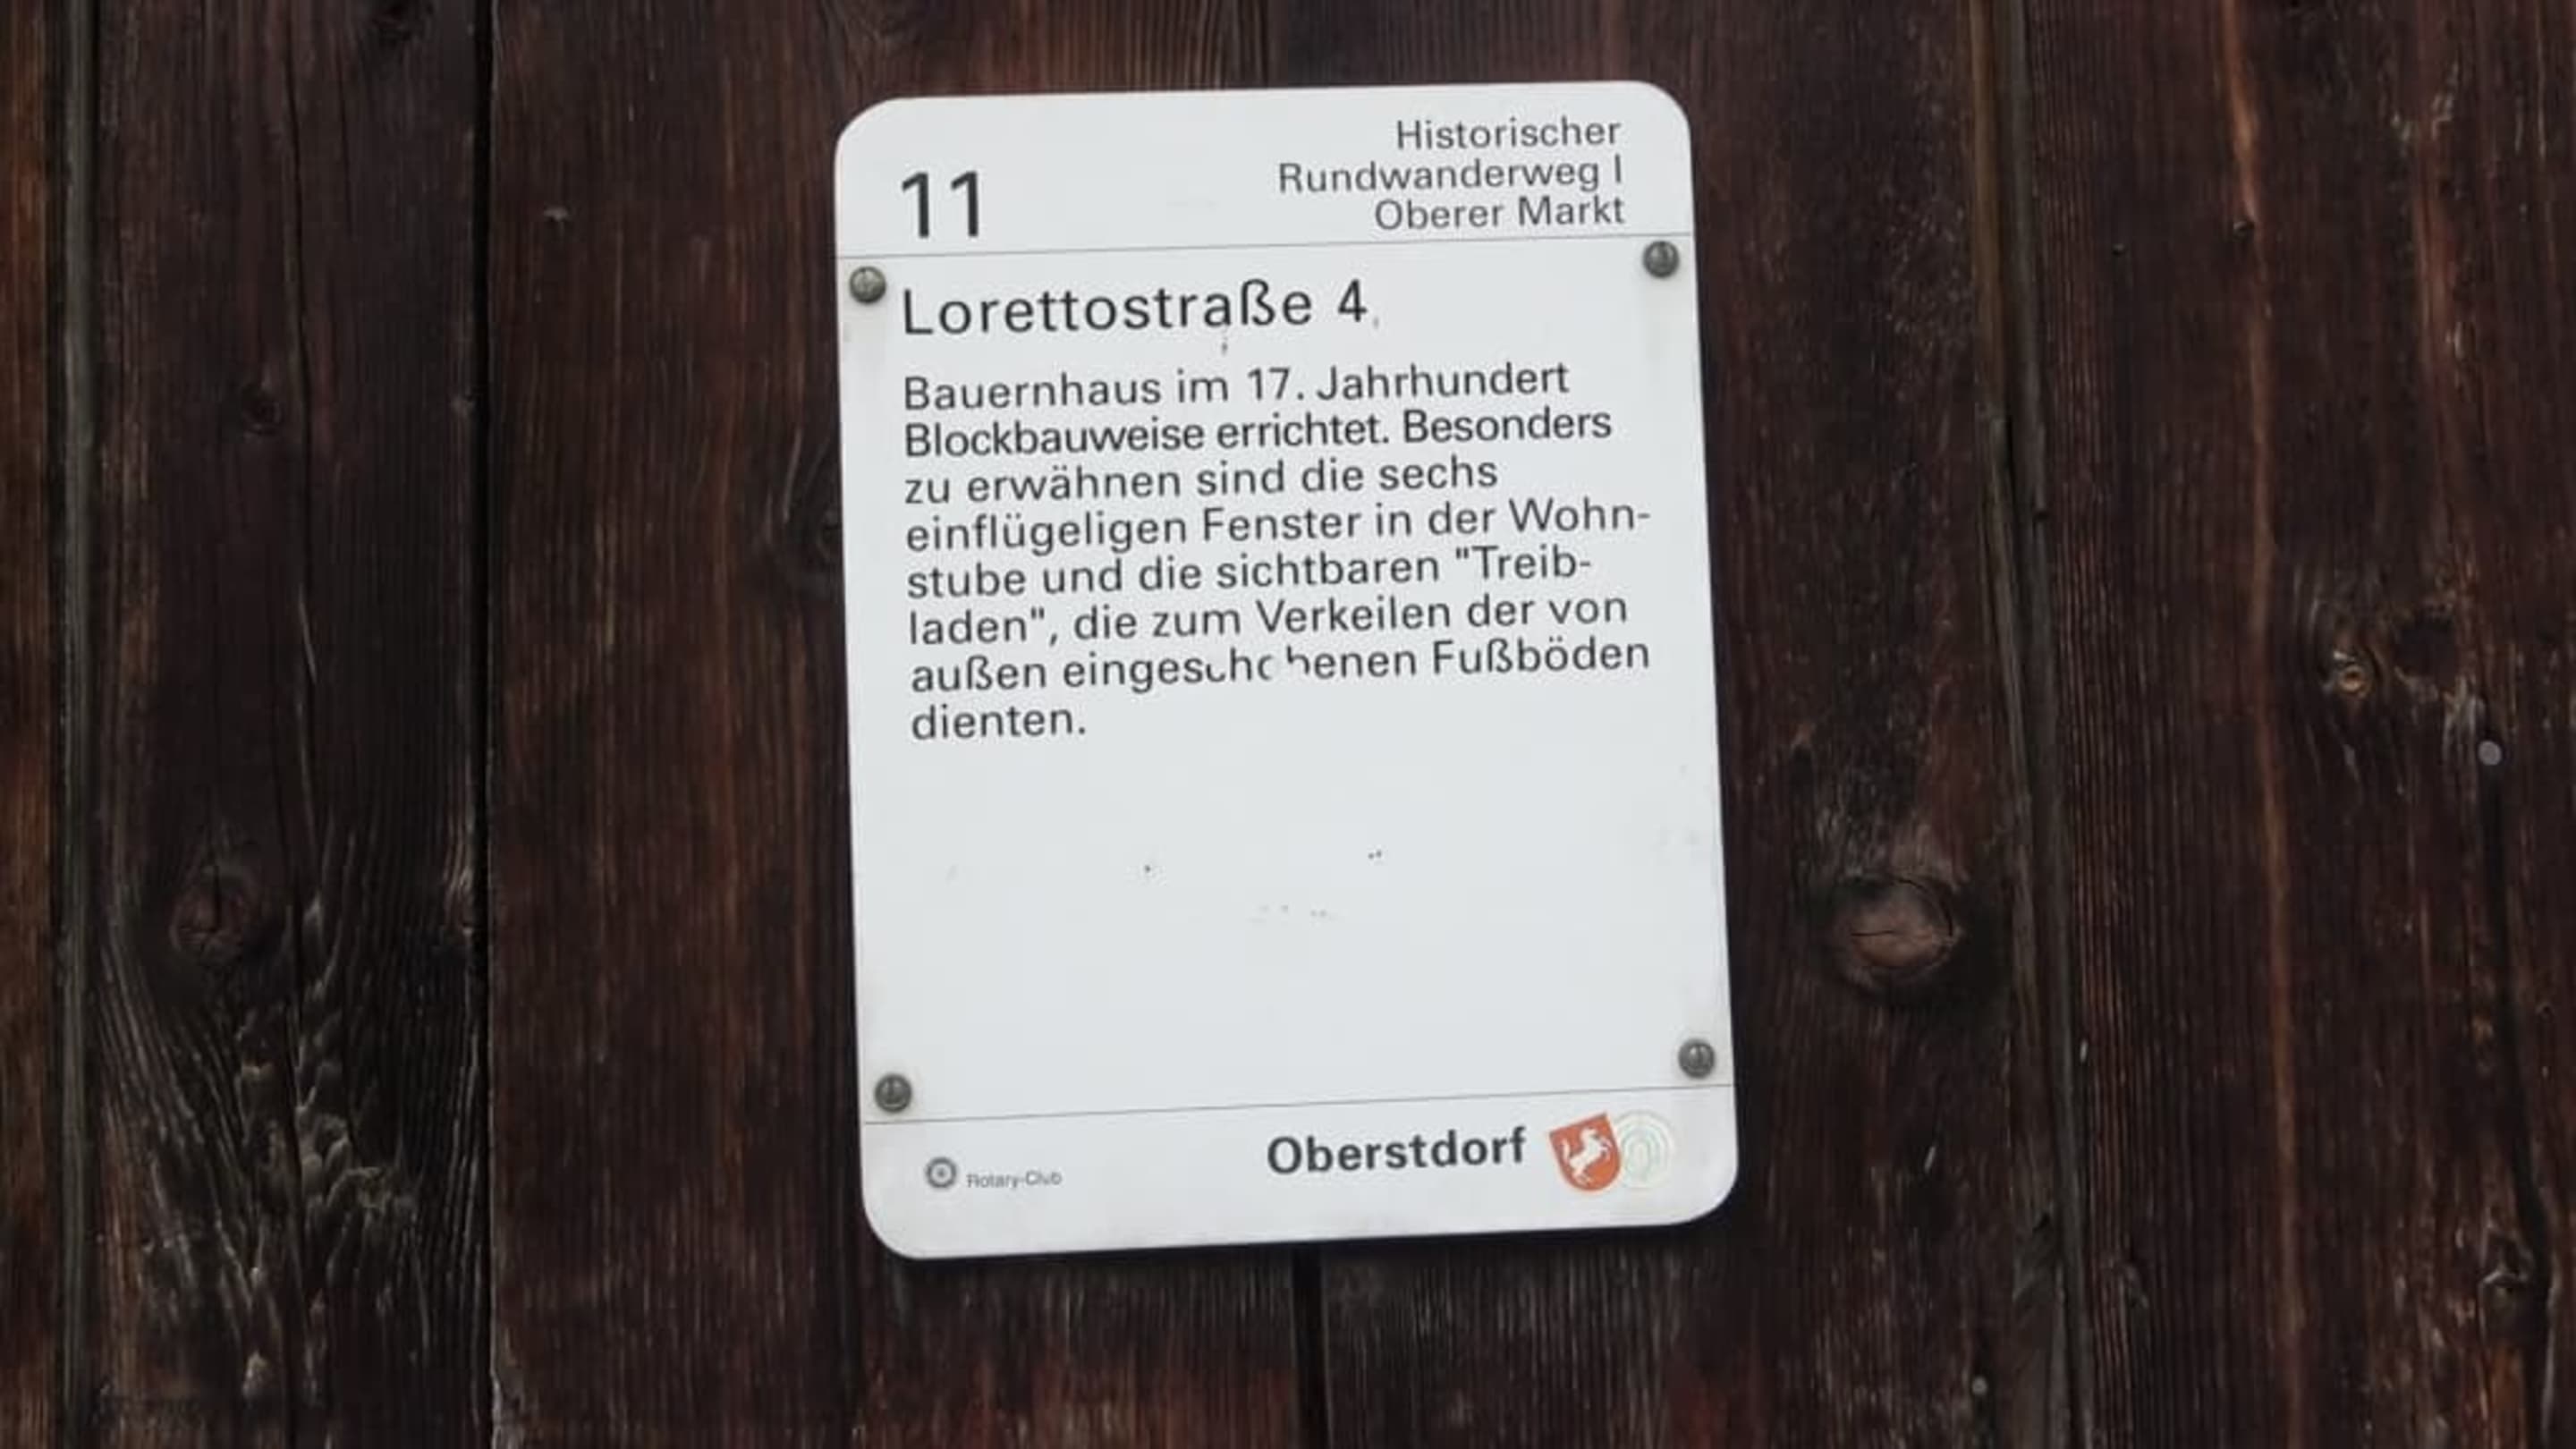 11
Historischer
Rundwanderweg I
Oberer Markt
Lorettostraße 4
Bauernhaus im 17. Jahrhundert
Blockbauweise errichtet. Besonders
zu erwähnen sind die sechs
einflügeligen Fenster in der Wohn-
stube und die sichtbaren "Treib-
laden", die zum Verkeilen der von
außen eingeschobenen Fußböden
dienten.
Rotary-Club
Oberstdorf